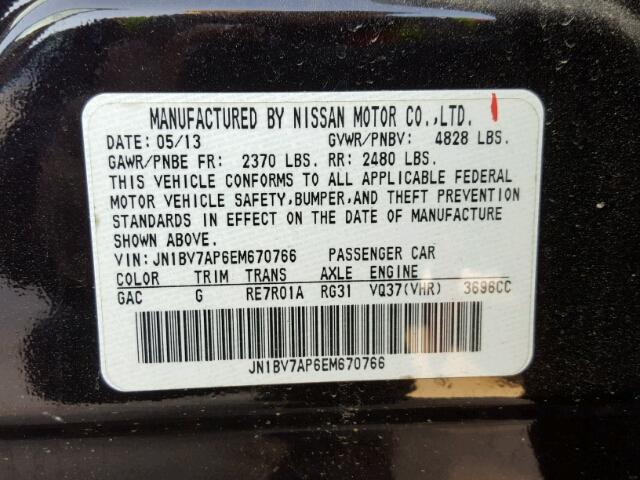 MANUFACTURED BY NISSAN MOTOR CO.,LTD.
DATE: 05/13 GVWR/PNBV: 4828 LBS.
GAWR/PNBE FR: 2370 LBS. RR: 2480 LBS.
THIS VEHICLE CONFORMS TO ALL APPLICABLE FEDERAL
MOTOR VEHICLE SAFETY,BUMPER,AND THEFT PREVENTION
STANDARDS IN EFFECT ON THE DATE OF MANUFACTURE
SHOWN ABOVE.
VIN: JN1BV7AP6EM670766 PASSENGER CAR
COLOR TRIM TRANS AXLE ENGINE
GAC G RE7R01A RG31 VQ37(VHR) 3696CC
JN1BV7AP6EM670766